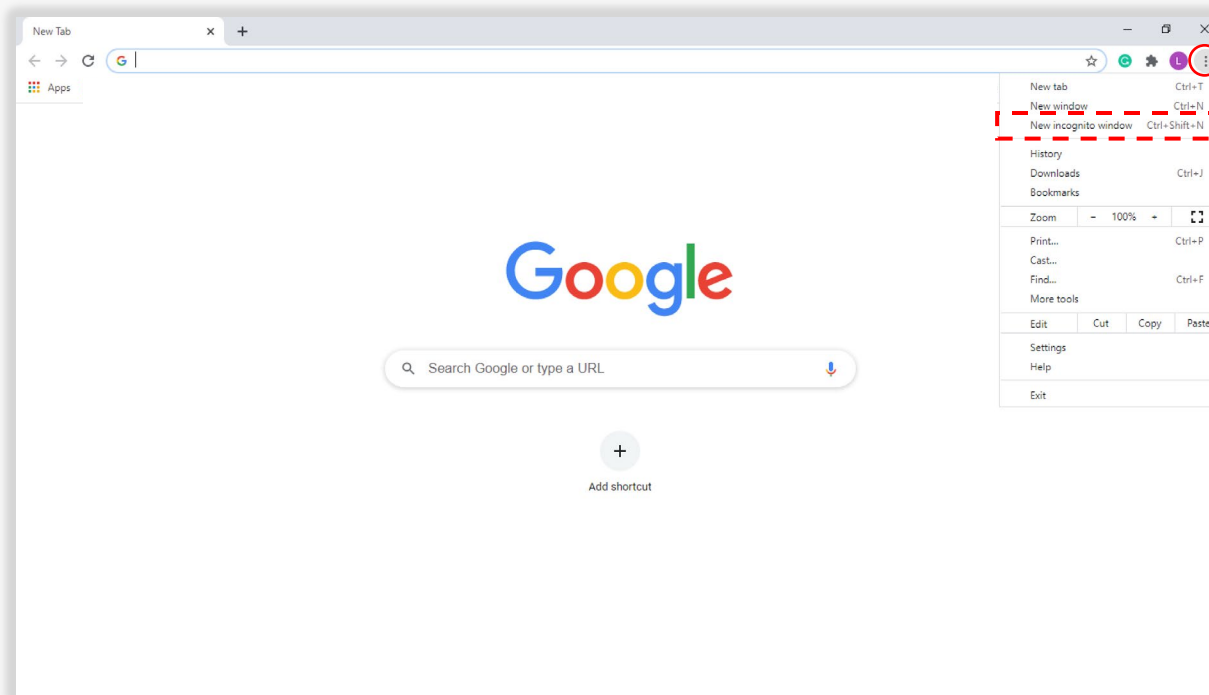 New Tab
G
L
Apps
New tab Ctrl+T
New window Ctrl+N
New incognito window Ctrl+Shift+N
History
Downloads Ctrl+J
Bookmarks
Zoom - 100% +
Print... Ctrl+P
Cast...
Find... Ctrl+F
More tools
Edit Cut Copy Paste
Settings
Help
Exit
Google
Search Google or type a URL
Add shortcut